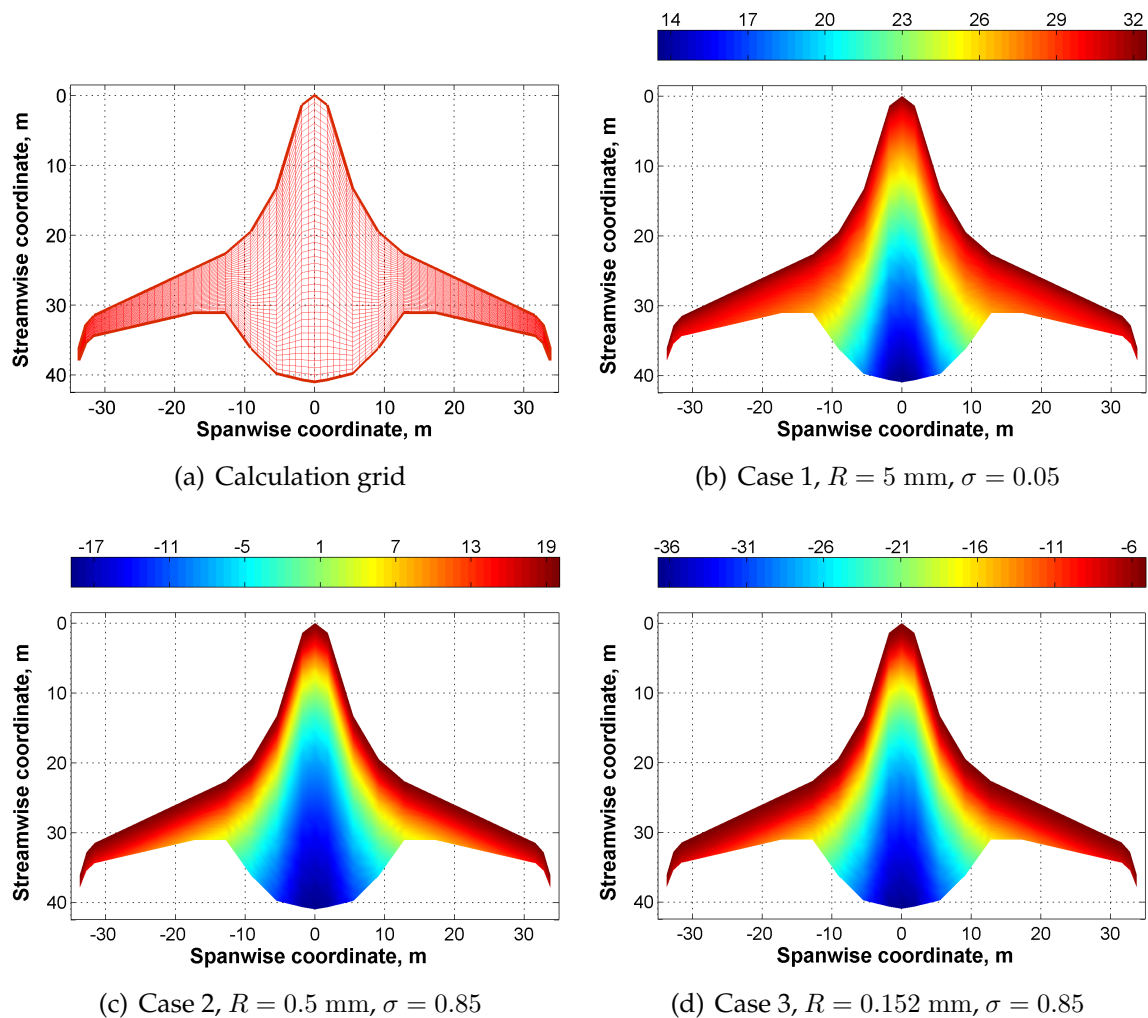 0
10
20
30
40
-30 -20 -10 0 10 20 30
Streamwise coordinate, m
Spanwise coordinate, m
(a) Calculation grid
14 17 20 23 26 29 32
0
10
20
30
40
-30 -20 -10 0 10 20 30
Streamwise coordinate, m
Spanwise coordinate, m
(b) Case 1, R = 5 mm, σ = 0.05
-17 -11 -5 1 7 13 19
0
10
20
30
40
-30 -20 -10 0 10 20 30
Streamwise coordinate, m
Spanwise coordinate, m
(c) Case 2, R = 0.5 mm, σ = 0.85
-36 -31 -26 -21 -16 -11 -6
0
10
20
30
40
-30 -20 -10 0 10 20 30
Streamwise coordinate, m
Spanwise coordinate, m
(d) Case 3, R = 0.152 mm, σ = 0.85